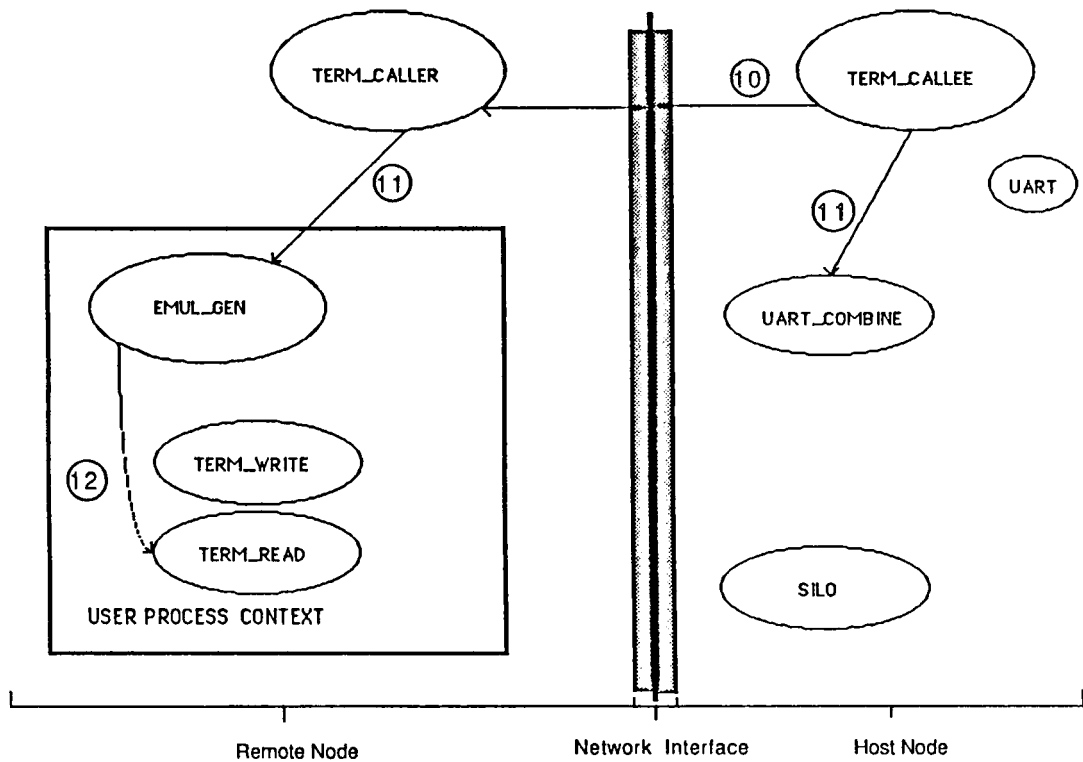 TERM_CALLER
10
TERM_CALLEE
11
UART
11
EMUL_GEN
UART_COMBINE
TERM_WRITE
12
TERM_READ
SILO
USER PROCESS CONTEXT
Remote Node
Network Interface
Host Node